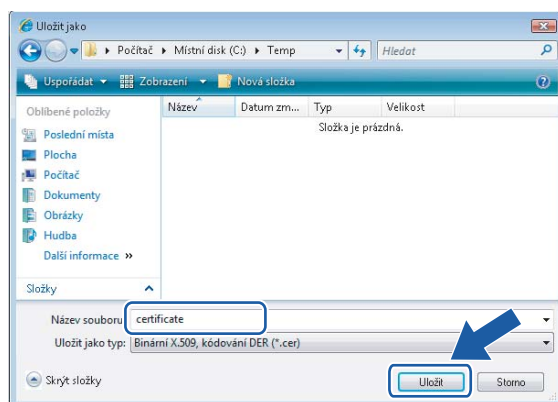 Uložit jako
Počítač ▸ Místní disk (C:) ▸ Temp
Hledat
Uspořádat Zobrazení Nová složka
Oblíbené položky
Název Datum zm... Typ Velikost
Složka je prázdná.
Poslední místa
Plocha
Počítač
Dokumenty
Obrázky
Hudba
Další informace »
Složky
Název souboru: certificate
Uložit jako typ: Binární X.509, kódování DER (*.cer)
Skrýt složky
Uložit Storno